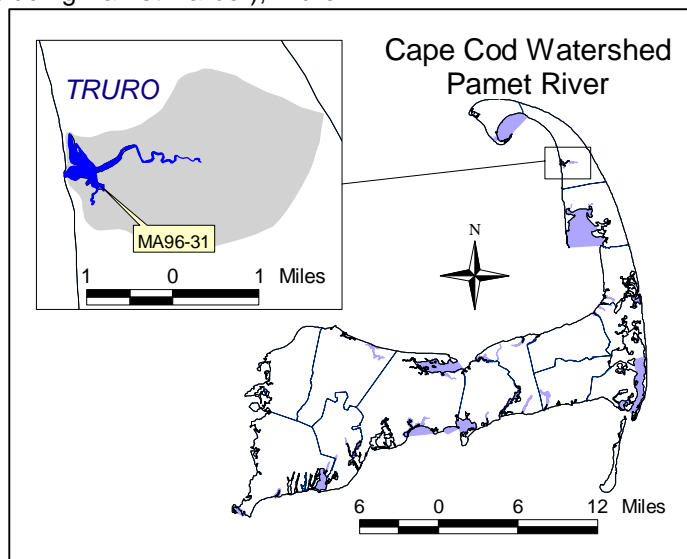 Cape Cod Watershed
Pamet River
TRURO
MA96-31
1 0 1 Miles
N
6 0 6 12 Miles